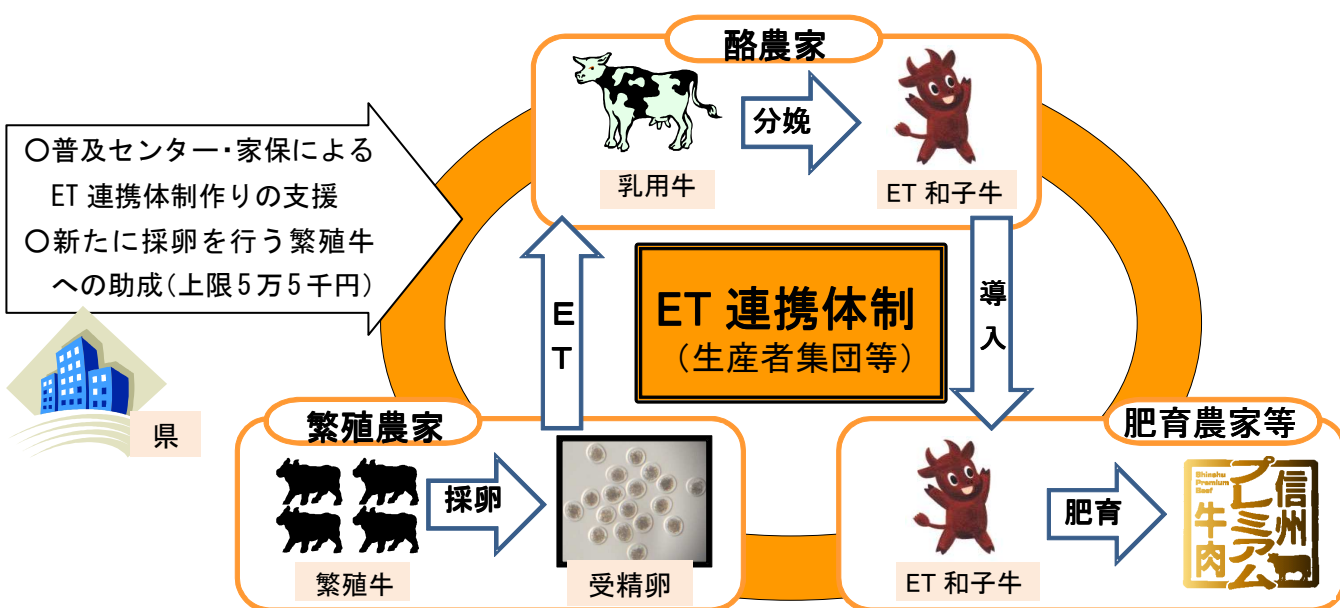 酪農家
分娩
乳用牛
ET 和子牛
○普及センター・家保による
ET 連携体制作りの支援
○新たに採卵を行う繁殖牛
への助成(上限5万5千円)
県
ET
ET 連携体制
(生産者集団等)
導入
繁殖農家
採卵
繁殖牛
受精卵
肥育農家等
肥育
ET 和子牛
Shinshu
Premium
Beef
信州
プレミアム
牛肉